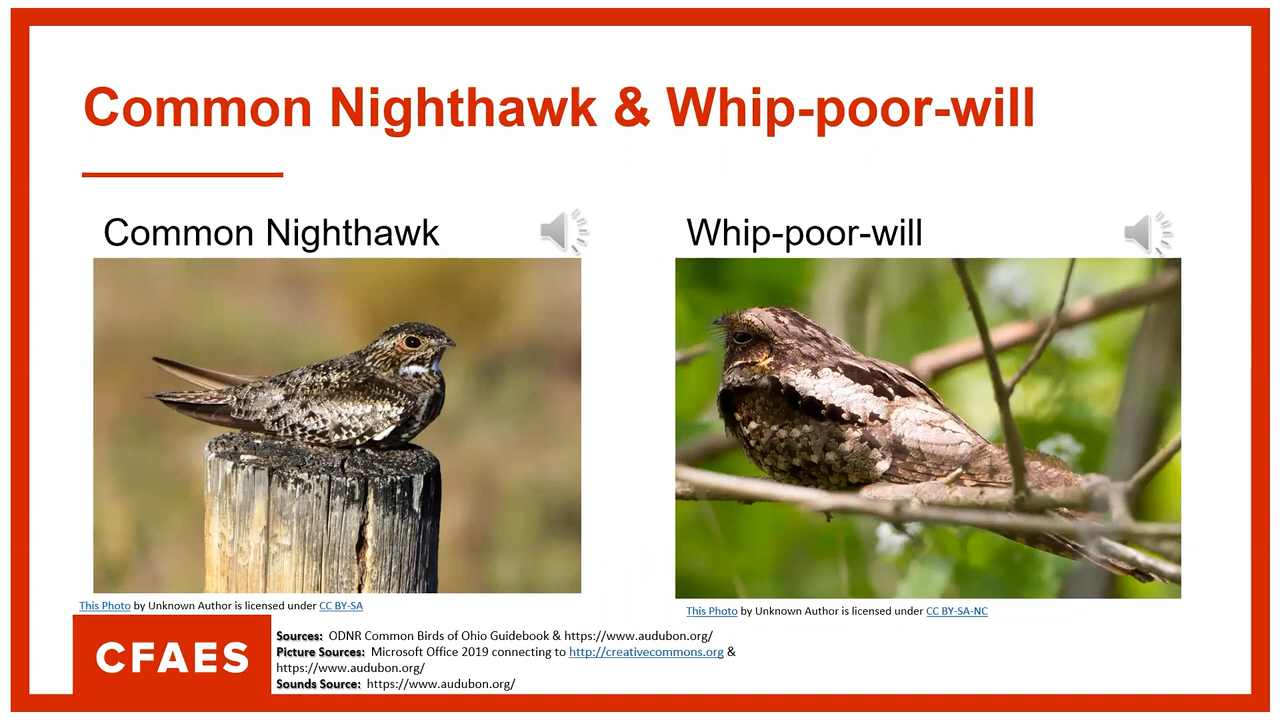 Common Nighthawk & Whip-poor-will
Common Nighthawk
Whip-poor-will
This Photo by Unknown Author is licensed under CC BY-SA
This Photo by Unknown Author is licensed under CC BY-SA-NC
CFAES
Sources: ODNR Common Birds of Ohio Guidebook & https://www.audubon.org/
Picture Sources: Microsoft Office 2019 connecting to http://creativecommons.org &
https://www.audubon.org/
Sounds Source: https://www.audubon.org/